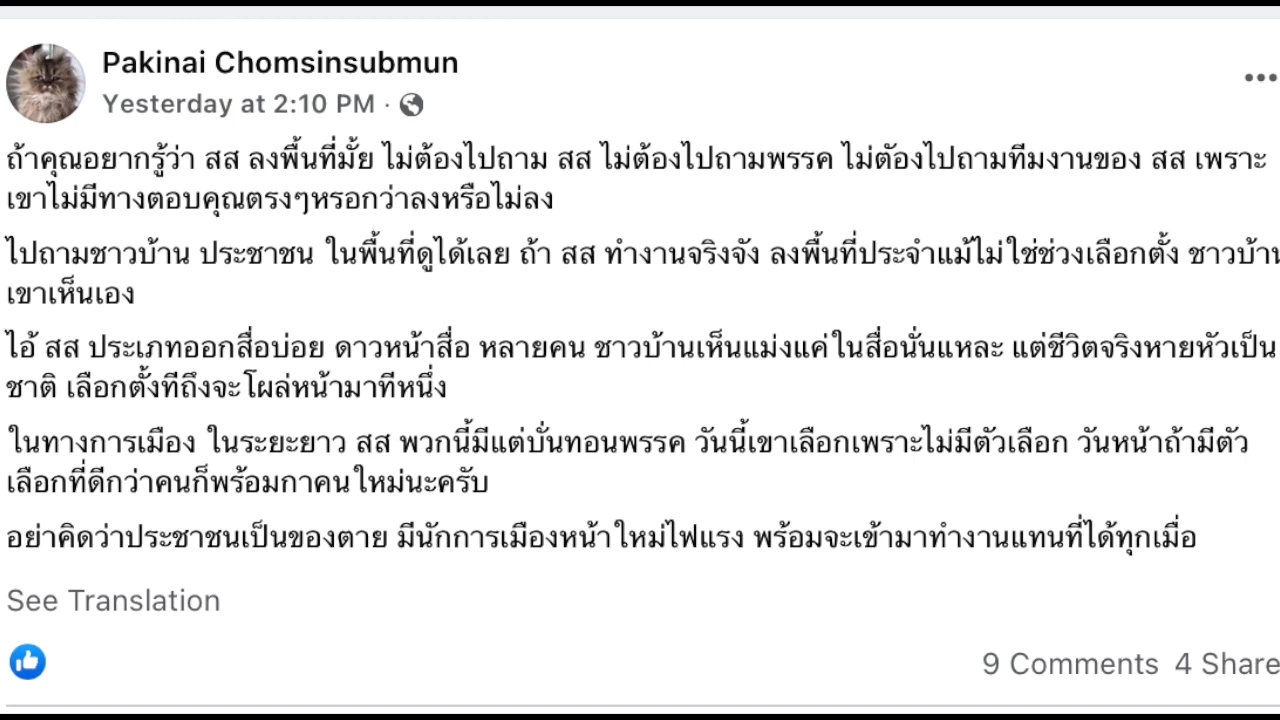 Pakinai Chomsinsubmun
Yesterday at 2:10 PM ·
ถ้าคุณอยากรู้ว่า สส ลงพื้นที่มั้ย ไม่ต้องไปถาม สส ไม่ต้องไปถามพรรค ไม่ตัองไปถามทีมงานของ สส เพราะ
เขาไม่มีทางตอบคุณตรงๆหรอกว่าลงหรือไม่ลง
ไปถามชาวบ้าน ประชาชน ในพื้นที่ดูได้เลย ถ้า สส ทำงานจริงจัง ลงพื้นที่ประจำแม้ไม่ใช่ช่วงเลือกตั้ง ชาวบ้าน
เขาเห็นเอง
ไอ้ สส ประเภทออกสื่อบ่อย ดาวหน้าสื่อ หลายคน ชาวบ้านเห็นแม่งแค่ในสื่อนั่นแหละ แต่ชีวิตจริงหายหัวเป็น
ชาติ เลือกตั้งทีถึงจะโผล่หน้ามาทีหนึ่ง
ในทางการเมือง ในระยะยาว สส พวกนี้มีแต่บั่นทอนพรรค วันนี้เขาเลือกเพราะไม่มีตัวเลือก วันหน้าถ้ามีตัว
เลือกที่ดีกว่าคนก็พร้อมกาคนใหม่นะครับ
อย่าคิดว่าประชาชนเป็นของตาย มีนักการเมืองหน้าใหม่ไฟแรง พร้อมจะเข้ามาทำงานแทนที่ได้ทุกเมื่อ
See Translation
9 Comments 4 Share